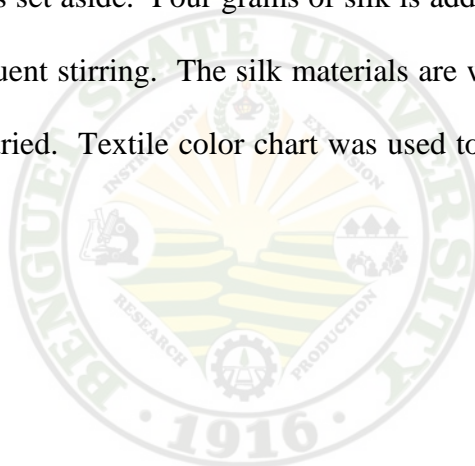 s set aside. Four grams of silk is add
uent stirring. The silk materials are
ried. Textile color chart was used to
BENGUET STATE UNIVERSITY
INSTRUCTION
EXTENSION
RESEARCH
PRODUCTION
· 1916 ·